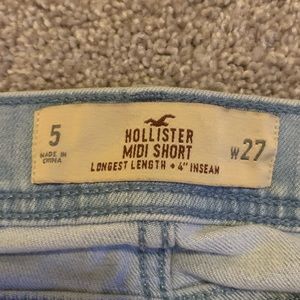 5
MADE IN
CHINA
HOLLISTER
MIDI SHORT
LONGEST LENGTH • 4" INSEAM
W27